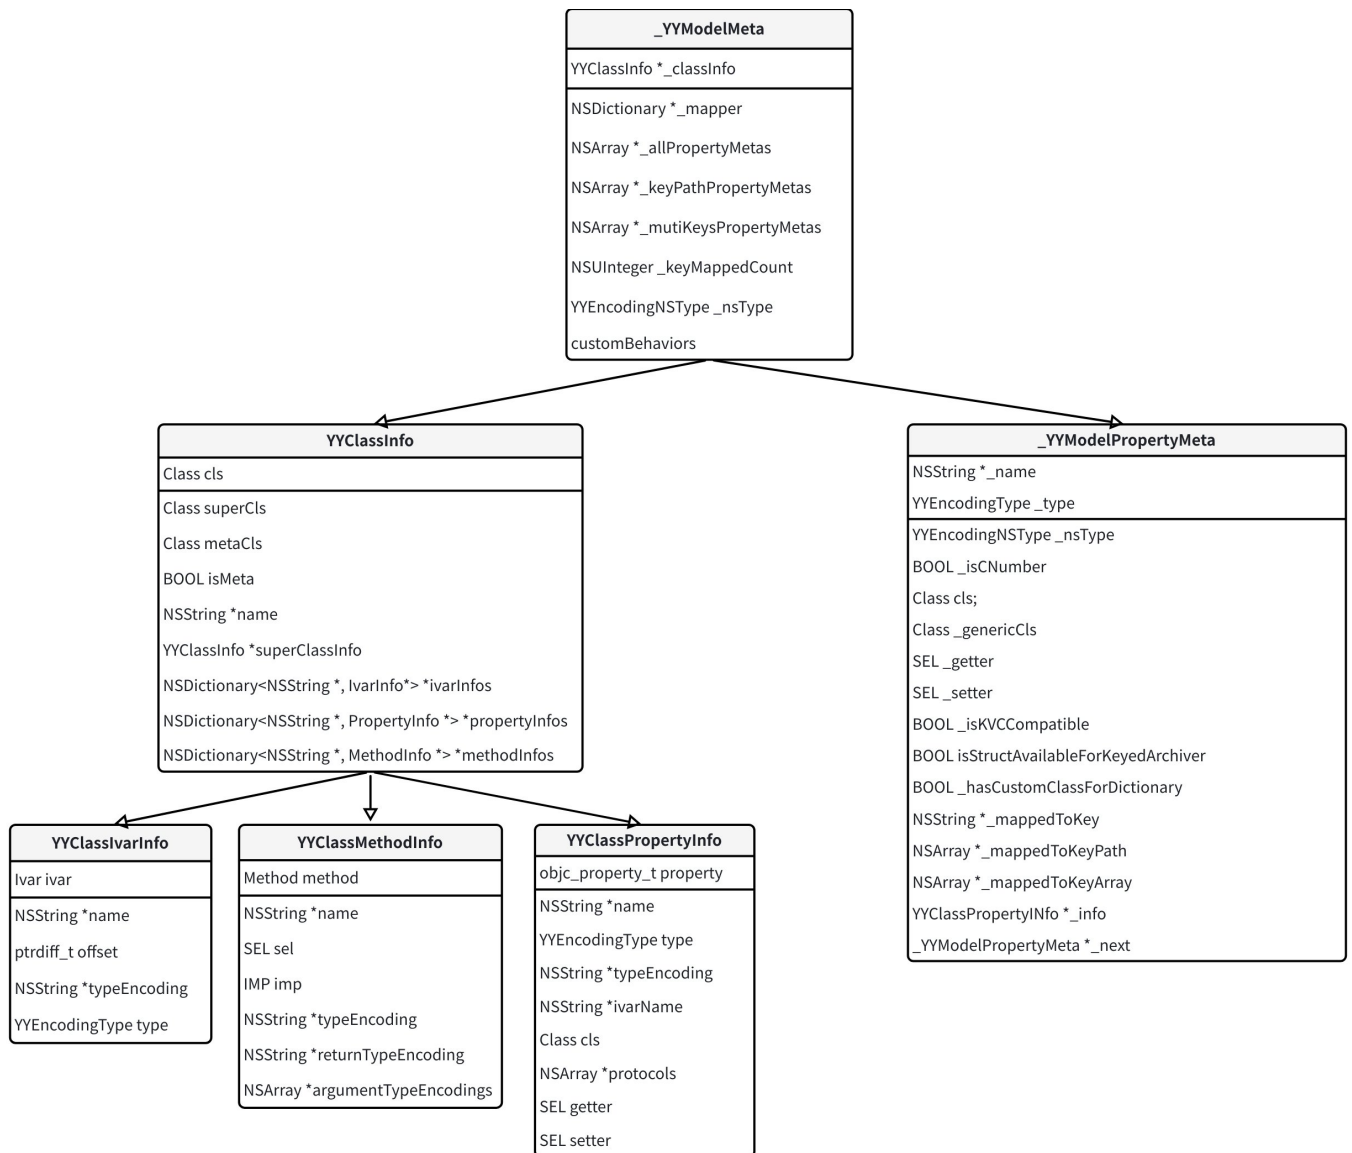 _YYModelMeta
YYClassInfo *_classInfo
NSDictionary *_mapper
NSArray *_allPropertyMetas
NSArray *_keyPathPropertyMetas
NSArray *_mutiKeysPropertyMetas
NSUInteger _keyMappedCount
YYEncodingNSType _nsType
customBehaviors
YYClassInfo
Class cls
Class superCls
Class metaCls
BOOL isMeta
NSString *name
YYClassInfo *superClassInfo
NSDictionary<NSString *, IvarInfo*> *ivarInfos
NSDictionary<NSString *, PropertyInfo *> *propertyInfos
NSDictionary<NSString *, MethodInfo *> *methodInfos
_YYModelPropertyMeta
NSString *_name
YYEncodingType _type
YYEncodingNSType _nsType
BOOL _isCNumber
Class cls;
Class _genericCls
SEL _getter
SEL _setter
BOOL _isKVCCompatible
BOOL isStructAvailableForKeyedArchiver
BOOL _hasCustomClassForDictionary
NSString *_mappedToKey
NSArray *_mappedToKeyPath
NSArray *_mappedToKeyArray
YYClassPropertyINfo *_info
_YYModelPropertyMeta *_next
YYClassIvarInfo
Ivar ivar
NSString *name
ptrdiff_t offset
NSString *typeEncoding
YYEncodingType type
YYClassMethodInfo
Method method
NSString *name
SEL sel
IMP imp
NSString *typeEncoding
NSString *returnTypeEncoding
NSArray *argumentTypeEncodings
YYClassPropertyInfo
objc_property_t property
NSString *name
YYEncodingType type
NSString *typeEncoding
NSString *ivarName
Class cls
NSArray *protocols
SEL getter
SEL setter